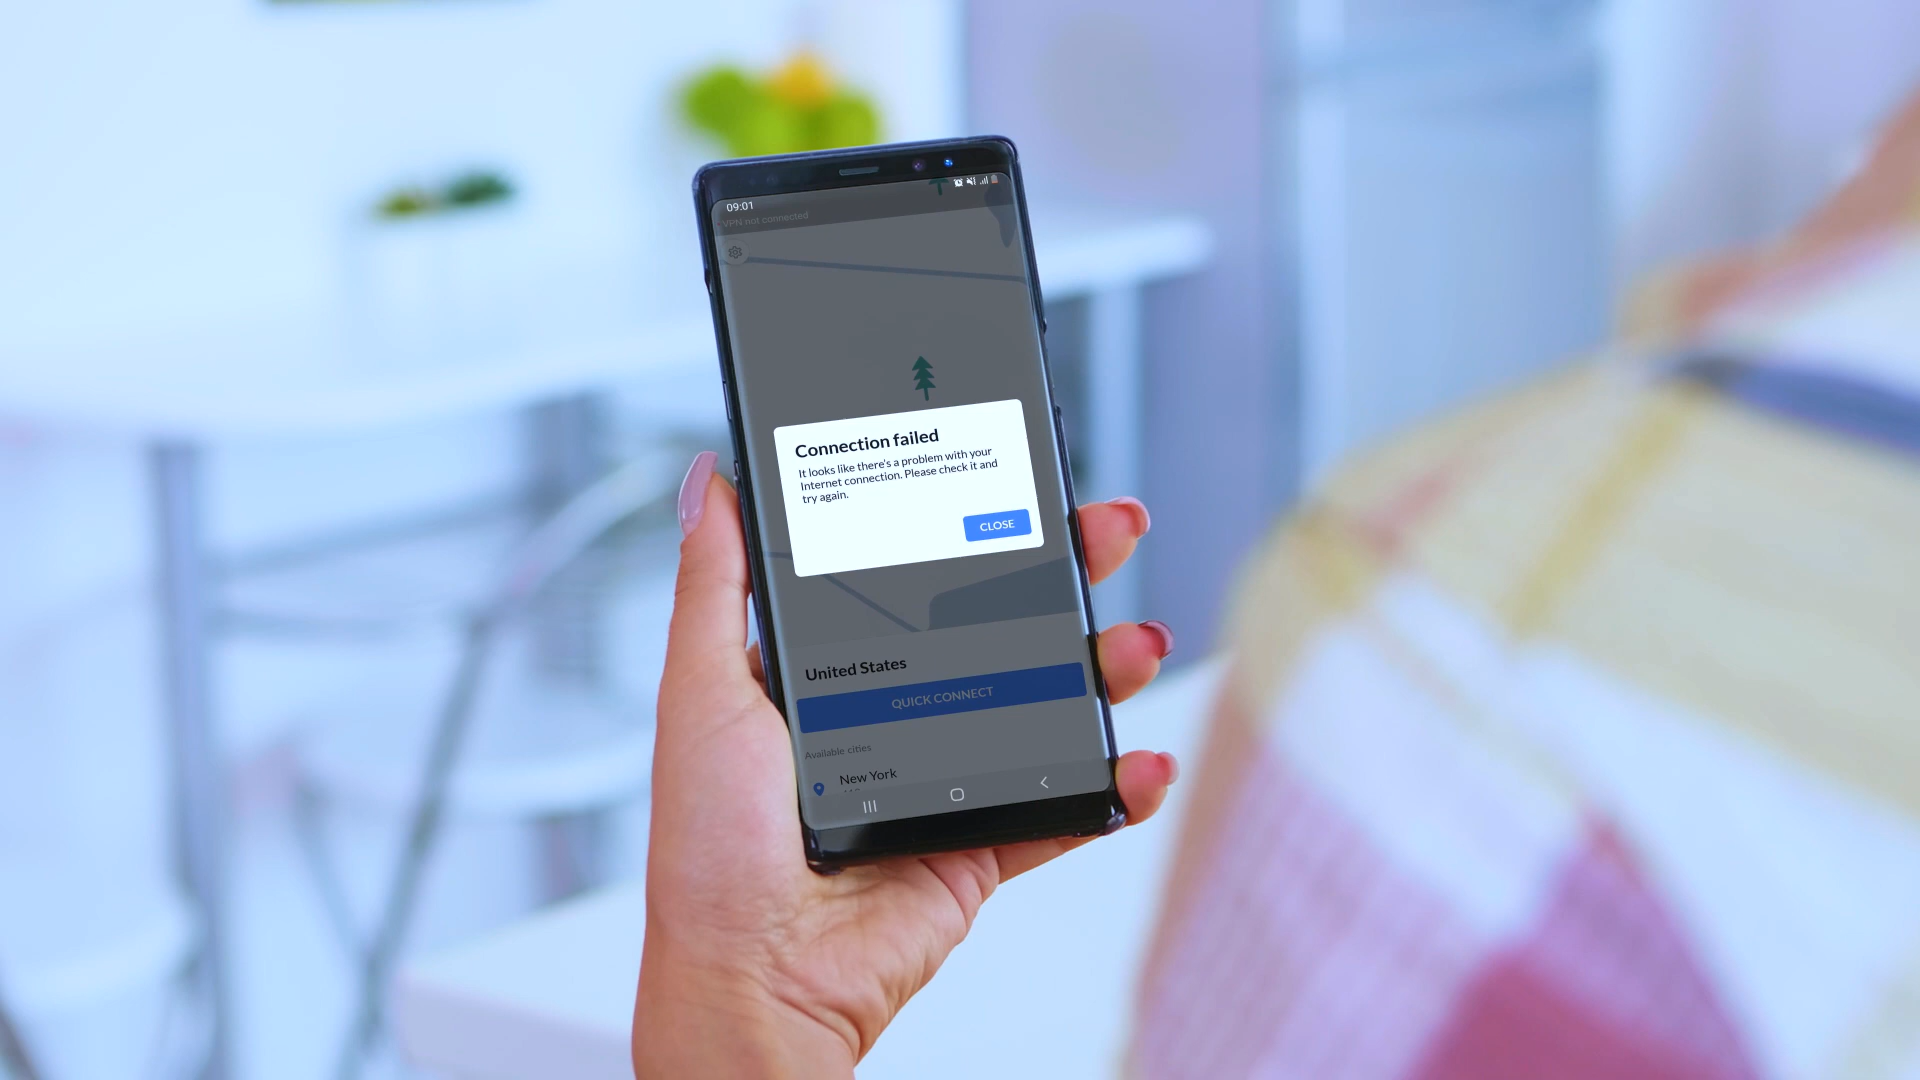 09:01
VPN not connected
Connection failed
It looks like there's a problem with your
Internet connection. Please check it and
try again.
CLOSE
United States
QUICK CONNECT
Available cities
New York